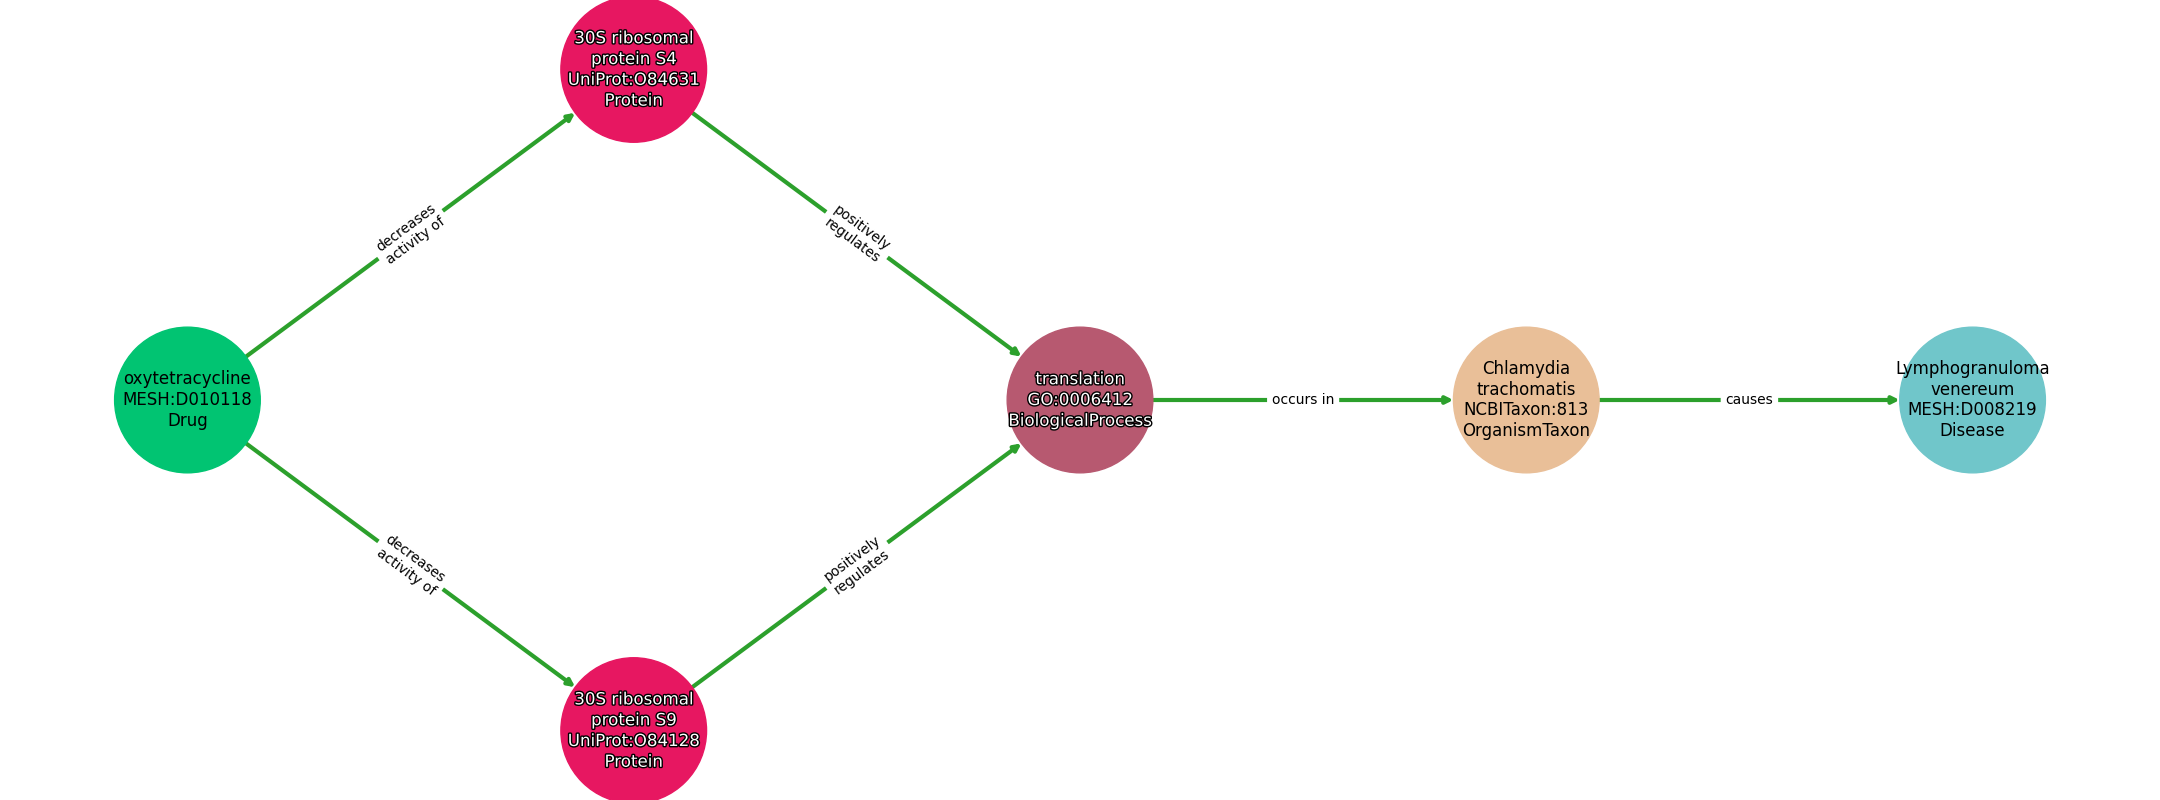 30S ribosomal
protein S4
UniProt:O84631
Protein
decreases
activity of
positively
regulates
oxytetracycline
MESH:D010118
Drug
translation
GO:0006412
BiologicalProcess
occurs in
Chlamydia
trachomatis
NCBITaxon:813
OrganismTaxon
causes
Lymphogranuloma
venereum
MESH:D008219
Disease
decreases
activity of
positively
regulates
30S ribosomal
protein S9
UniProt:O84128
Protein